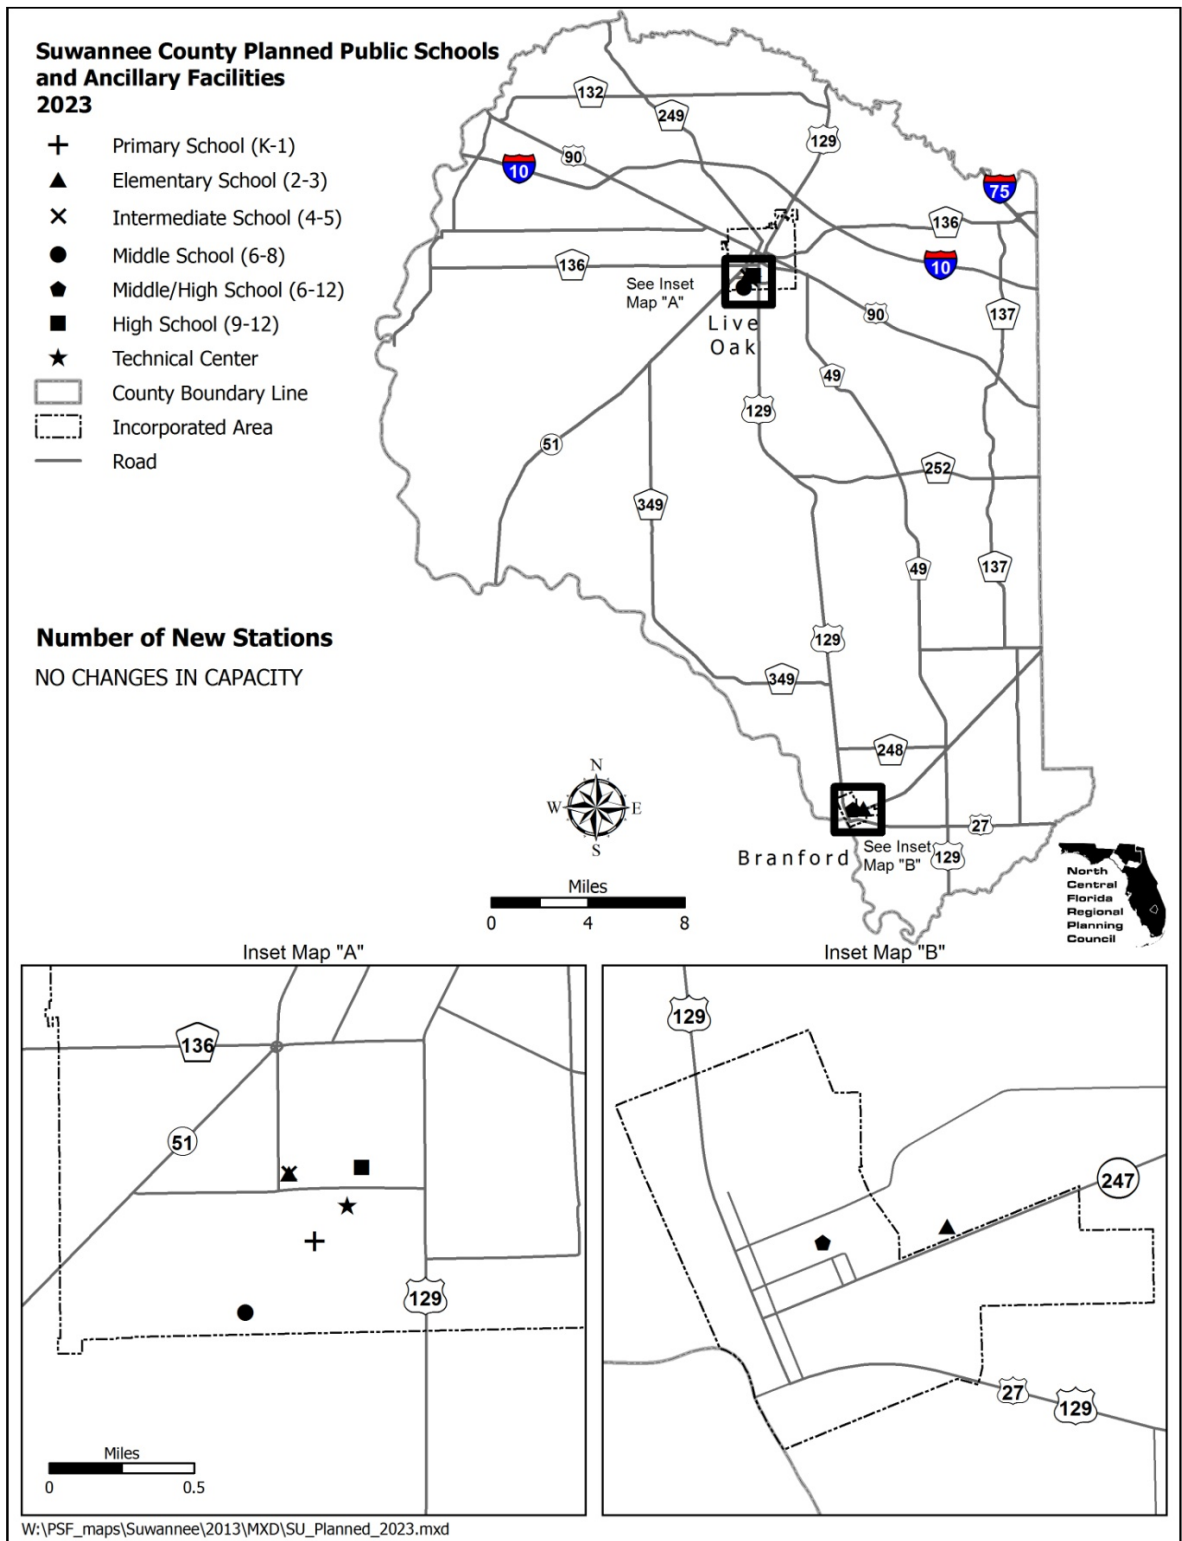 Suwannee County Planned Public Schools
and Ancillary Facilities
2023
Primary School (K-1)
Elementary School (2-3)
Intermediate School (4-5)
Middle School (6-8)
Middle/High School (6-12)
High School (9-12)
Technical Center
County Boundary Line
Incorporated Area
Road
132
249
129
90
10
75
136
136
10
See Inset
Map "A"
Live
Oak
90
137
49
129
51
252
349
49
137
129
349
248
Number of New Stations
NO CHANGES IN CAPACITY
N
W
E
S
27
Branford
See Inset
Map "B"
129
Miles
0
4
8
North
Central
Florida
Regional
Planning
Council
Inset Map "A"
136
51
129
Miles
0
0.5
Inset Map "B"
129
247
27
129
W:\PSF_maps\Suwannee\2013\MXD\SU_Planned_2023.mxd